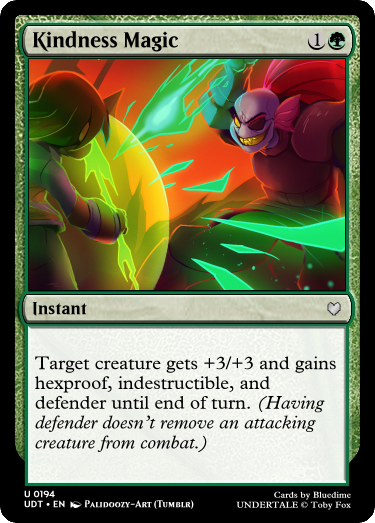 Kindness Magic 1
Instant
Target creature gets +3/+3 and gains
hexproof, indestructible, and
defender until end of turn. (Having
defender doesn't remove an attacking
creature from combat.)
U 0194
Cards by Bluedime
UDT • EN Palidoozy-Art (Tumblr)
UNDERTALE © Toby Fox